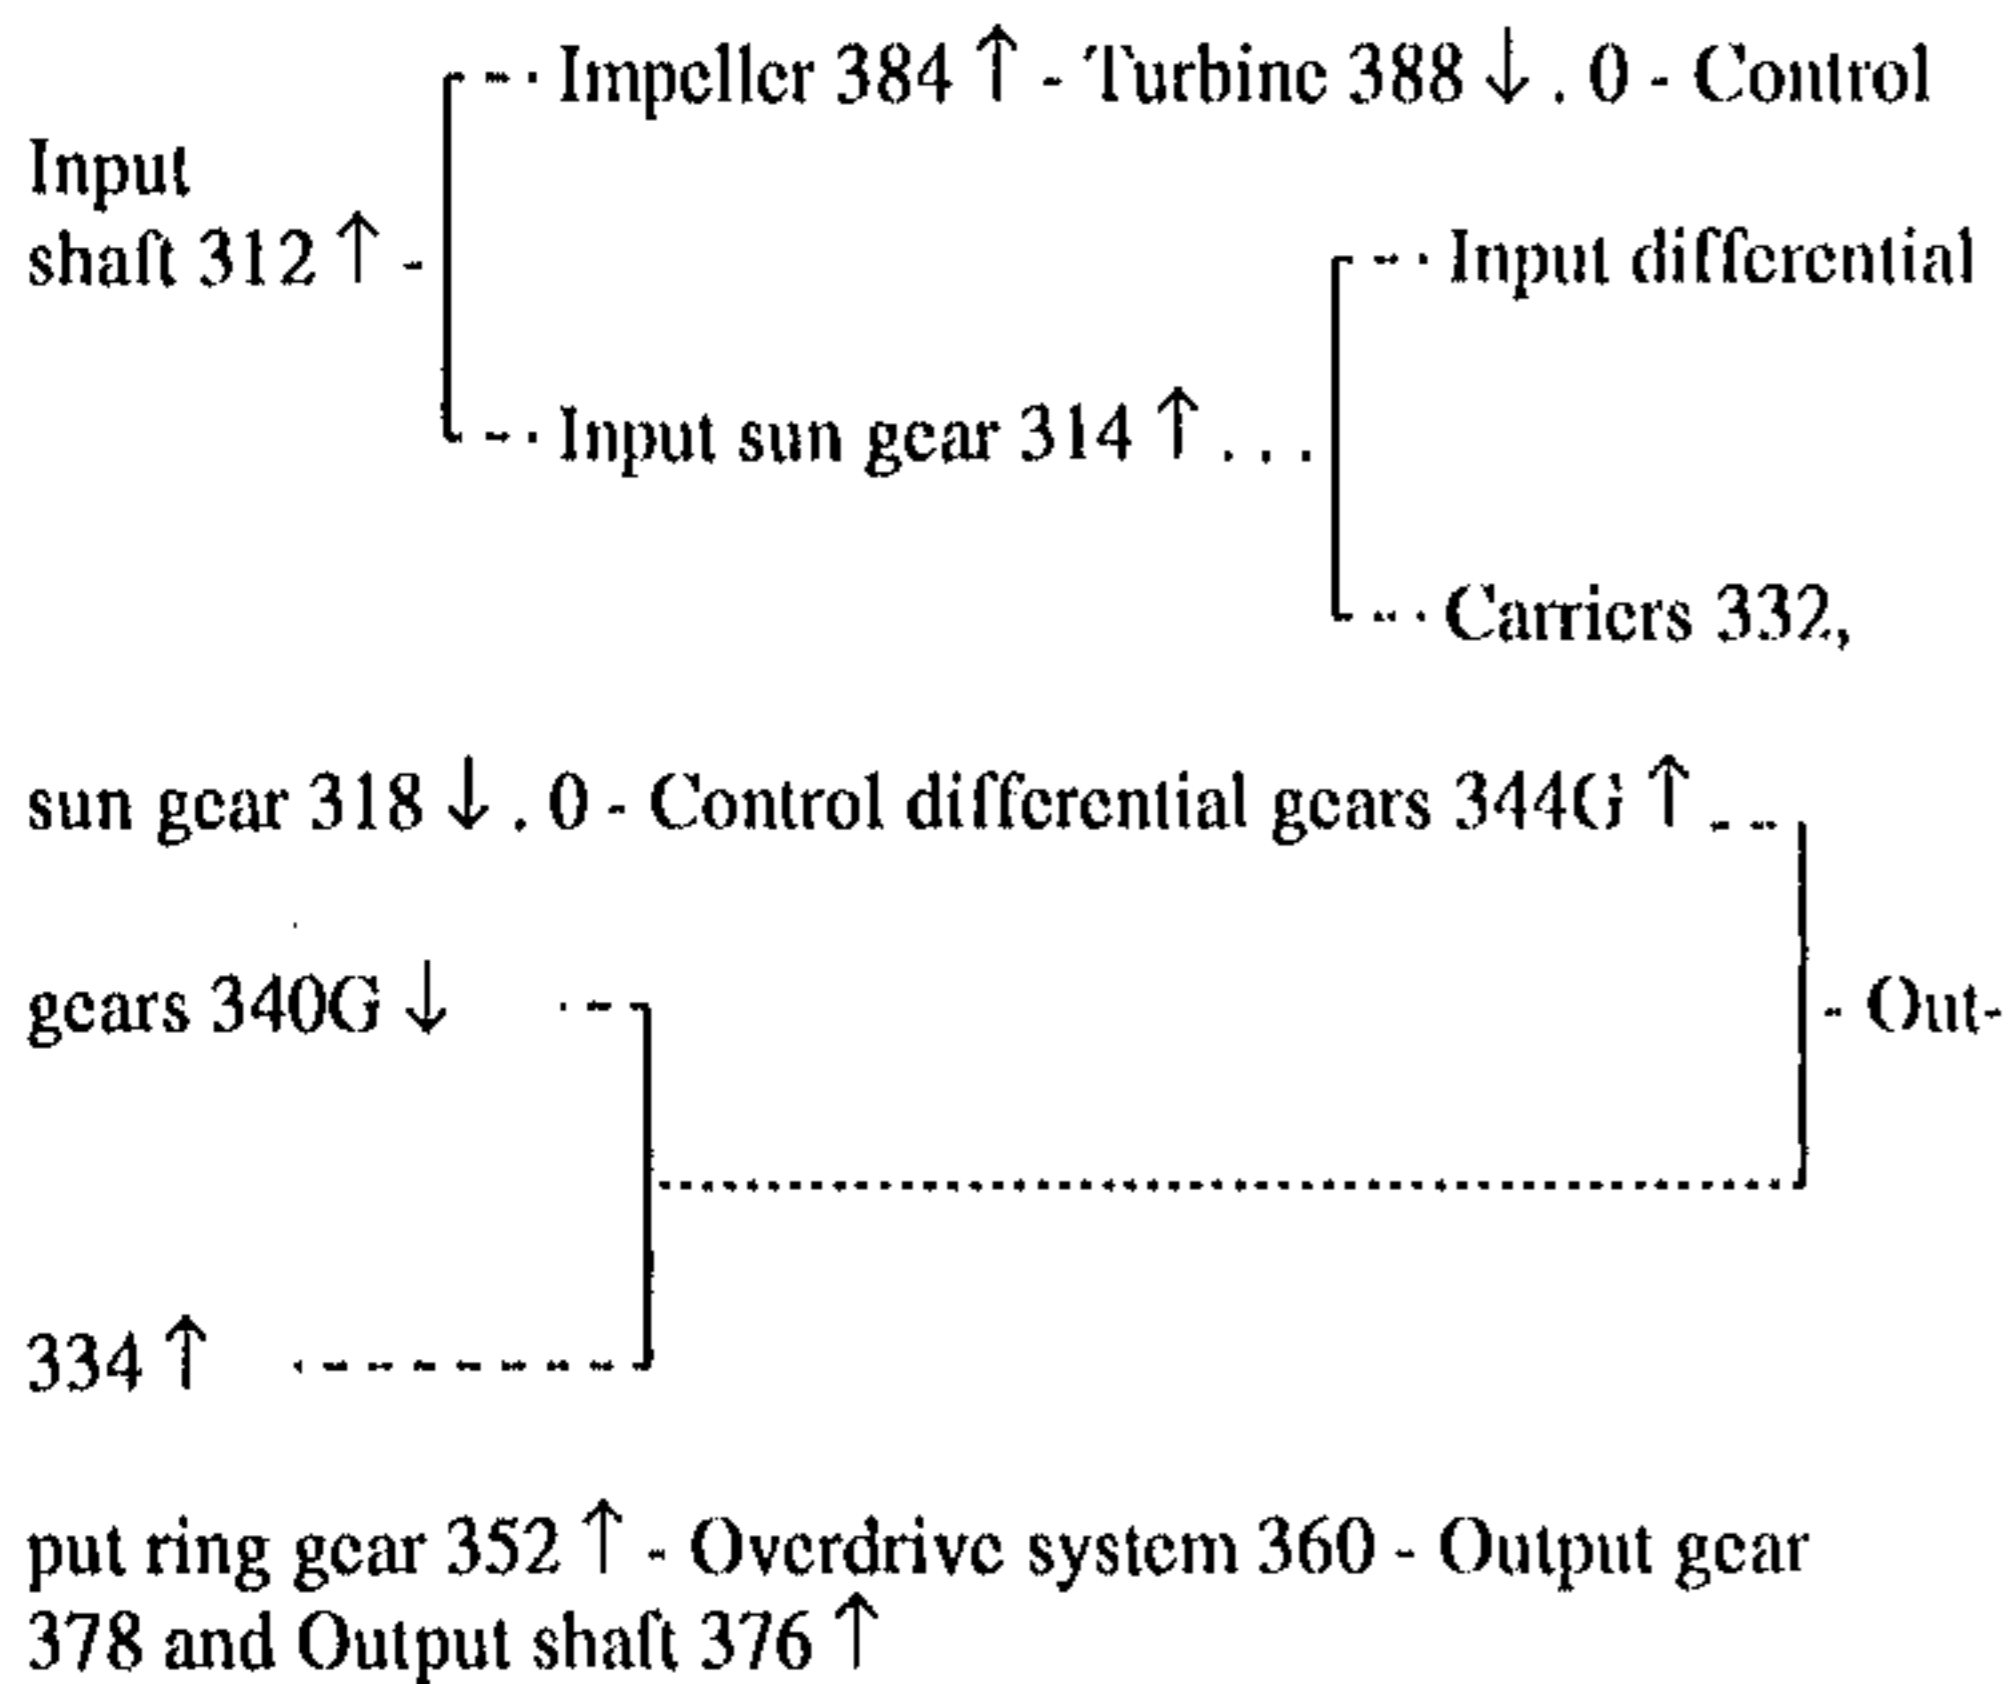 Impeller 384 ↑ - Turbine 388 ↓ . 0 - Control
Input
shaft 312 ↑ -
Input differential
Input sun gear 314 ↑ . . .
Carriers 332,
sun gear 318 ↓ . 0 - Control differential gears 344G ↑
gears 340G ↓
- Out-
334 ↑
put ring gear 352 ↑ - Overdrive system 360 - Output gear
378 and Output shaft 376 ↑